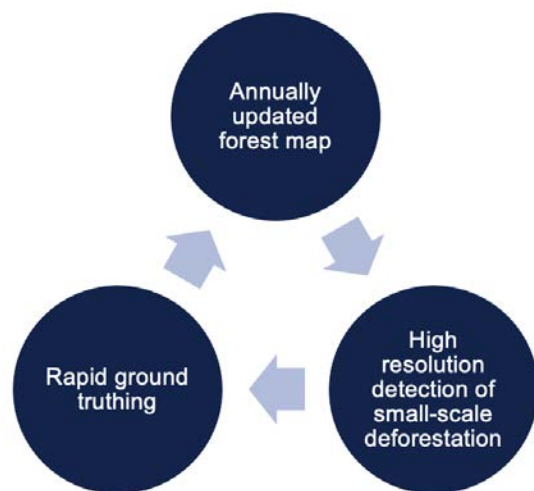 Annually
updated
forest map
High
resolution
detection of
small-scale
deforestation
Rapid ground
truthing